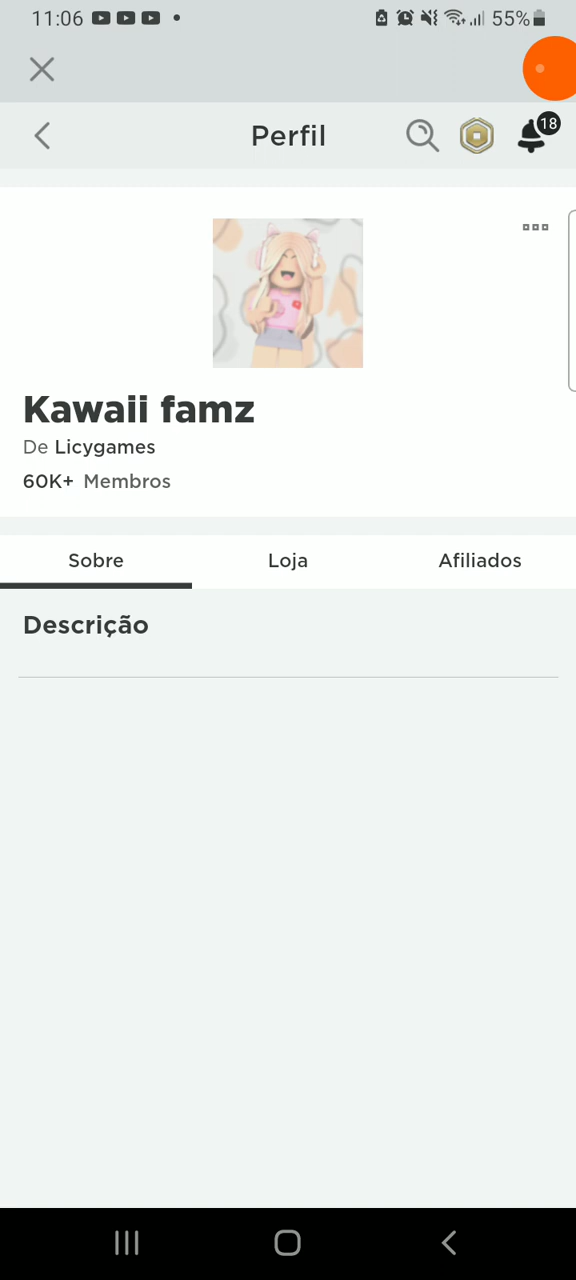 11:06
55%
Perfil
18
Kawaii famz
De Licygames
60K+ Membros
Sobre
Loja
Afiliados
Descrição